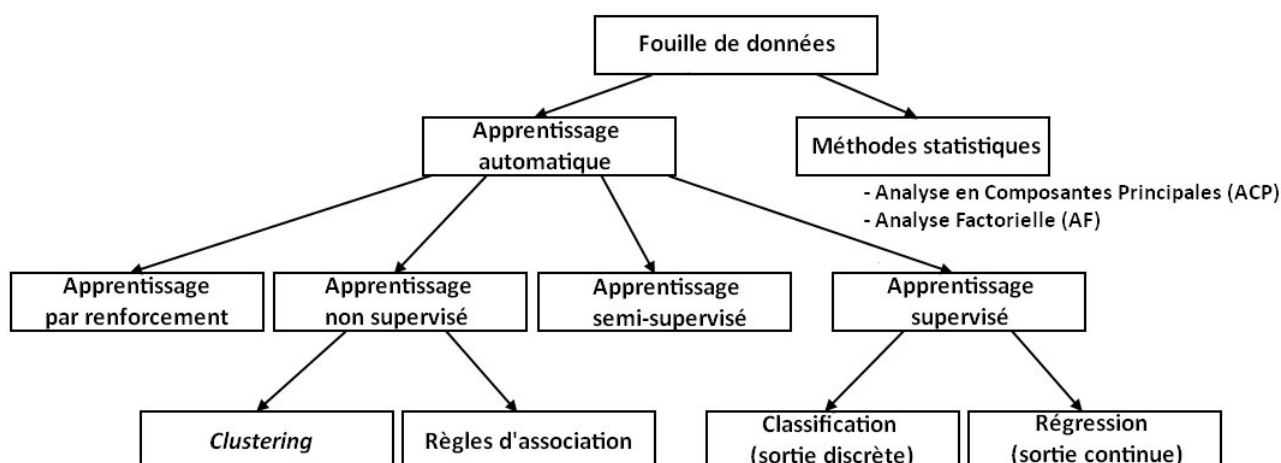 Fouille de données
Apprentissage
automatique
Méthodes statistiques
- Analyse en Composantes Principales (ACP)
- Analyse Factorielle (AF)
Apprentissage
par renforcement
Apprentissage
non supervisé
Apprentissage
semi-supervisé
Apprentissage
supervisé
Clustering
Règles d'association
Classification
(sortie discrète)
Régression
(sortie continue)